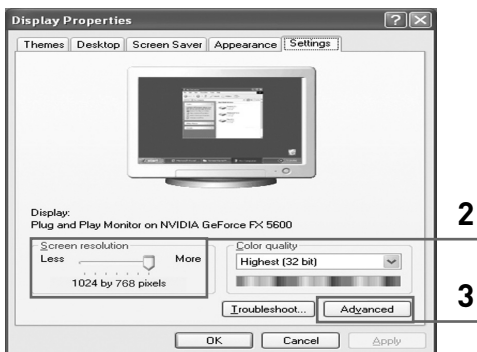 Display Properties
Themes Desktop Screen Saver Appearance Settings
Display:
Plug and Play Monitor on NVIDIA GeForce FX 5600
Screen resolution
Less More
1024 by 768 pixels
Color quality
Highest (32 bit)
2
Troubleshoot... Advanced
3
OK Cancel Apply